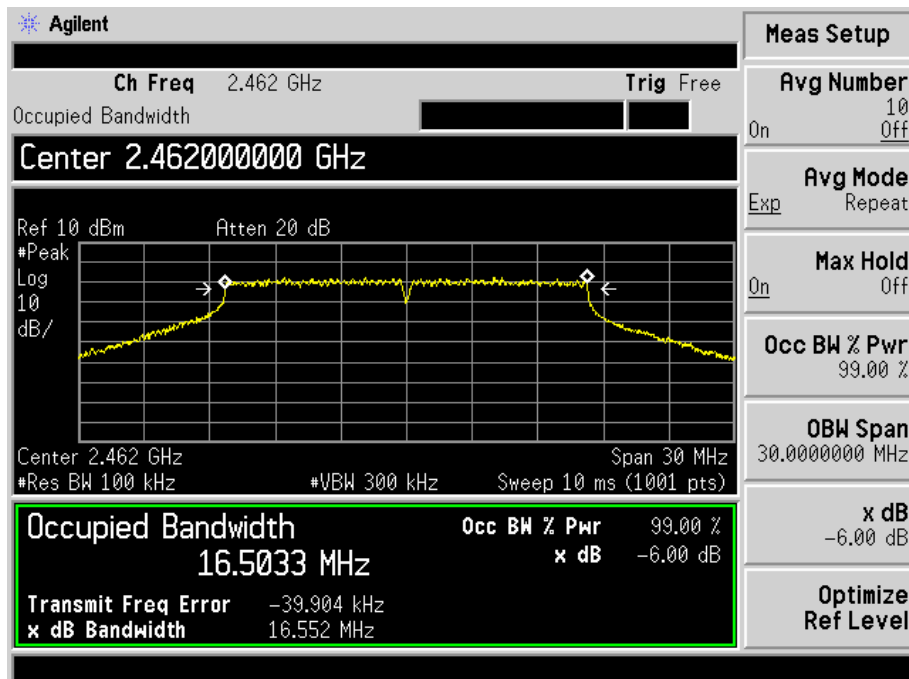 Agilent
Ch Freq 2.462 GHz Trig Free
Occupied Bandwidth
Center 2.462000000 GHz
Ref 10 dBm Atten 20 dB
#Peak
Log
10
dB/
Center 2.462 GHz Span 30 MHz
#Res BW 100 kHz #VBW 300 kHz Sweep 10 ms (1001 pts)
Occupied Bandwidth Occ BW % Pwr 99.00 %
16.5033 MHz x dB -6.00 dB
Transmit Freq Error -39.904 kHz
x dB Bandwidth 16.552 MHz
Meas Setup
Avg Number
10
On Off
Avg Mode
Exp Repeat
Max Hold
On Off
Occ BW % Pwr
99.00 %
OBW Span
30.0000000 MHz
x dB
-6.00 dB
Optimize
Ref Level